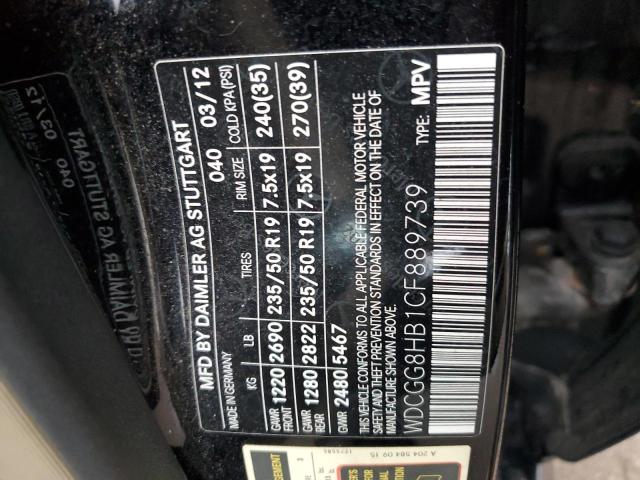 MFD BY DAIMLER AG STUTTGART
MADE IN GERMANY 040 03/12
KG LB TIRES RIM SIZE COLD KPA (PSI)
GAWR FRONT 1220 2690 235/50 R19 7.5x19 240(35)
GAWR REAR 1280 2822 235/50 R19 7.5x19 270(39)
GVWR 2480 5467
THIS VEHICLE CONFORMS TO ALL APPLICABLE FEDERAL MOTOR VEHICLE
THEFT PREVENTION STANDARDS IN EFFECT ON THE DATE OF
MANUFACTURE SHOWN ABOVE.
WDCGG8HB1CF889739 TYPE: MPV
A 204 584 09 15